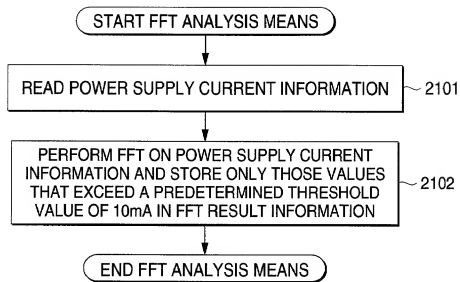 START FFT ANALYSIS MEANS
READ POWER SUPPLY CURRENT INFORMATION
2101
PERFORM FFT ON POWER SUPPLY CURRENT
INFORMATION AND STORE ONLY THOSE VALUES
THAT EXCEED A PREDETERMINED THRESHOLD
VALUE OF 10mA IN FFT RESULT INFORMATION
2102
END FFT ANALYSIS MEANS